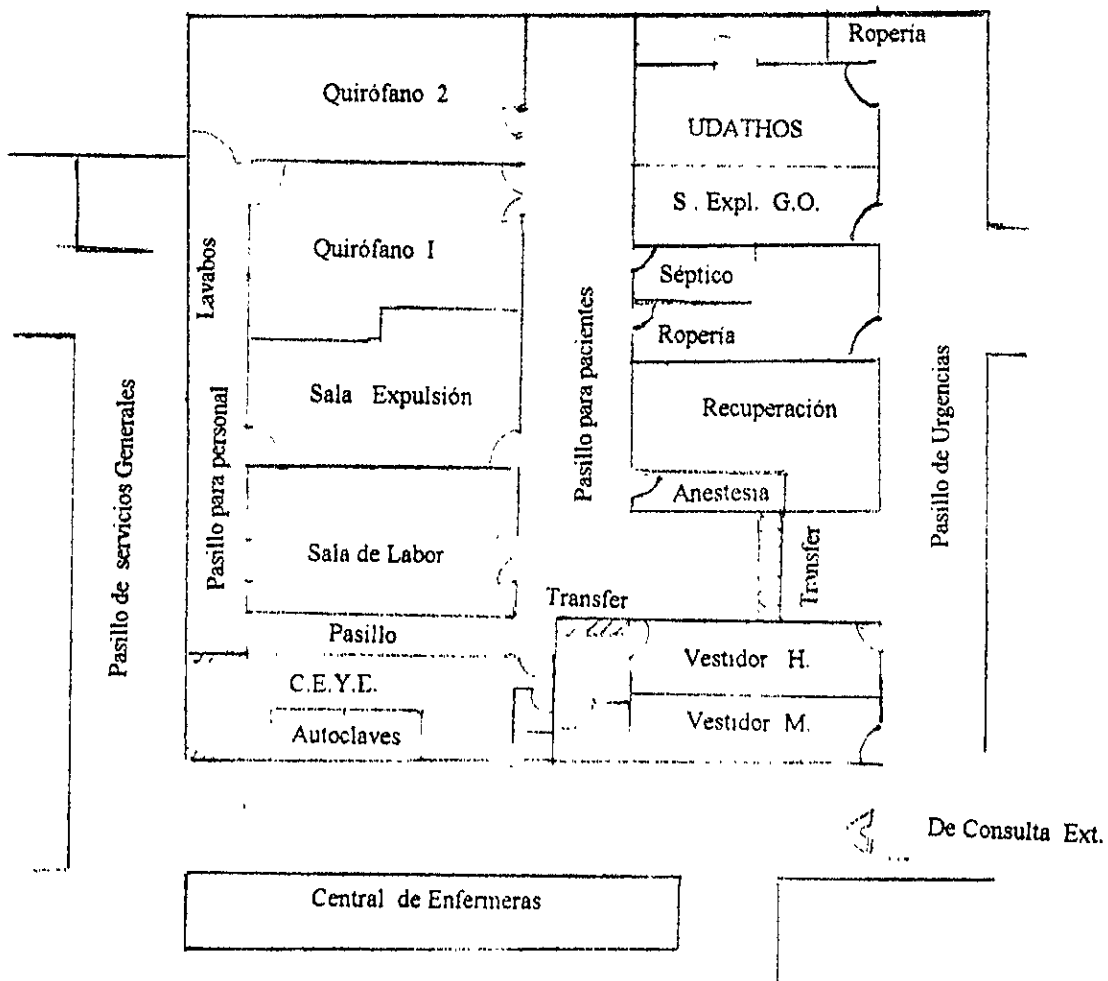 Ropería
Quirófano 2
UDATHOS
S . Expl. G.O.
Lavabos
Quirófano I
Séptico
Ropería
Pasillo para pacientes
Pasillo de servicios Generales
Pasillo para personal
Sala Expulsión
Recuperación
Pasillo de Urgencias
Anestesia
Sala de Labor
Transfer
Transfer
Pasillo
Vestidor H.
C.E.Y.E.
Vestidor M.
Autoclaves
De Consulta Ext.
Central de Enfermeras